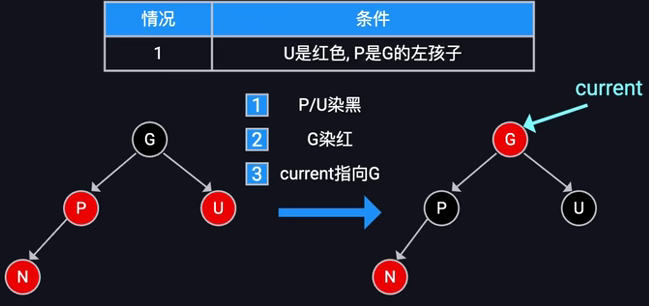 情况 条件
1 U是红色, P是G的左孩子
current
1 P/U染黑
G G
2 G染红
3 current指向G
P U P U
N N